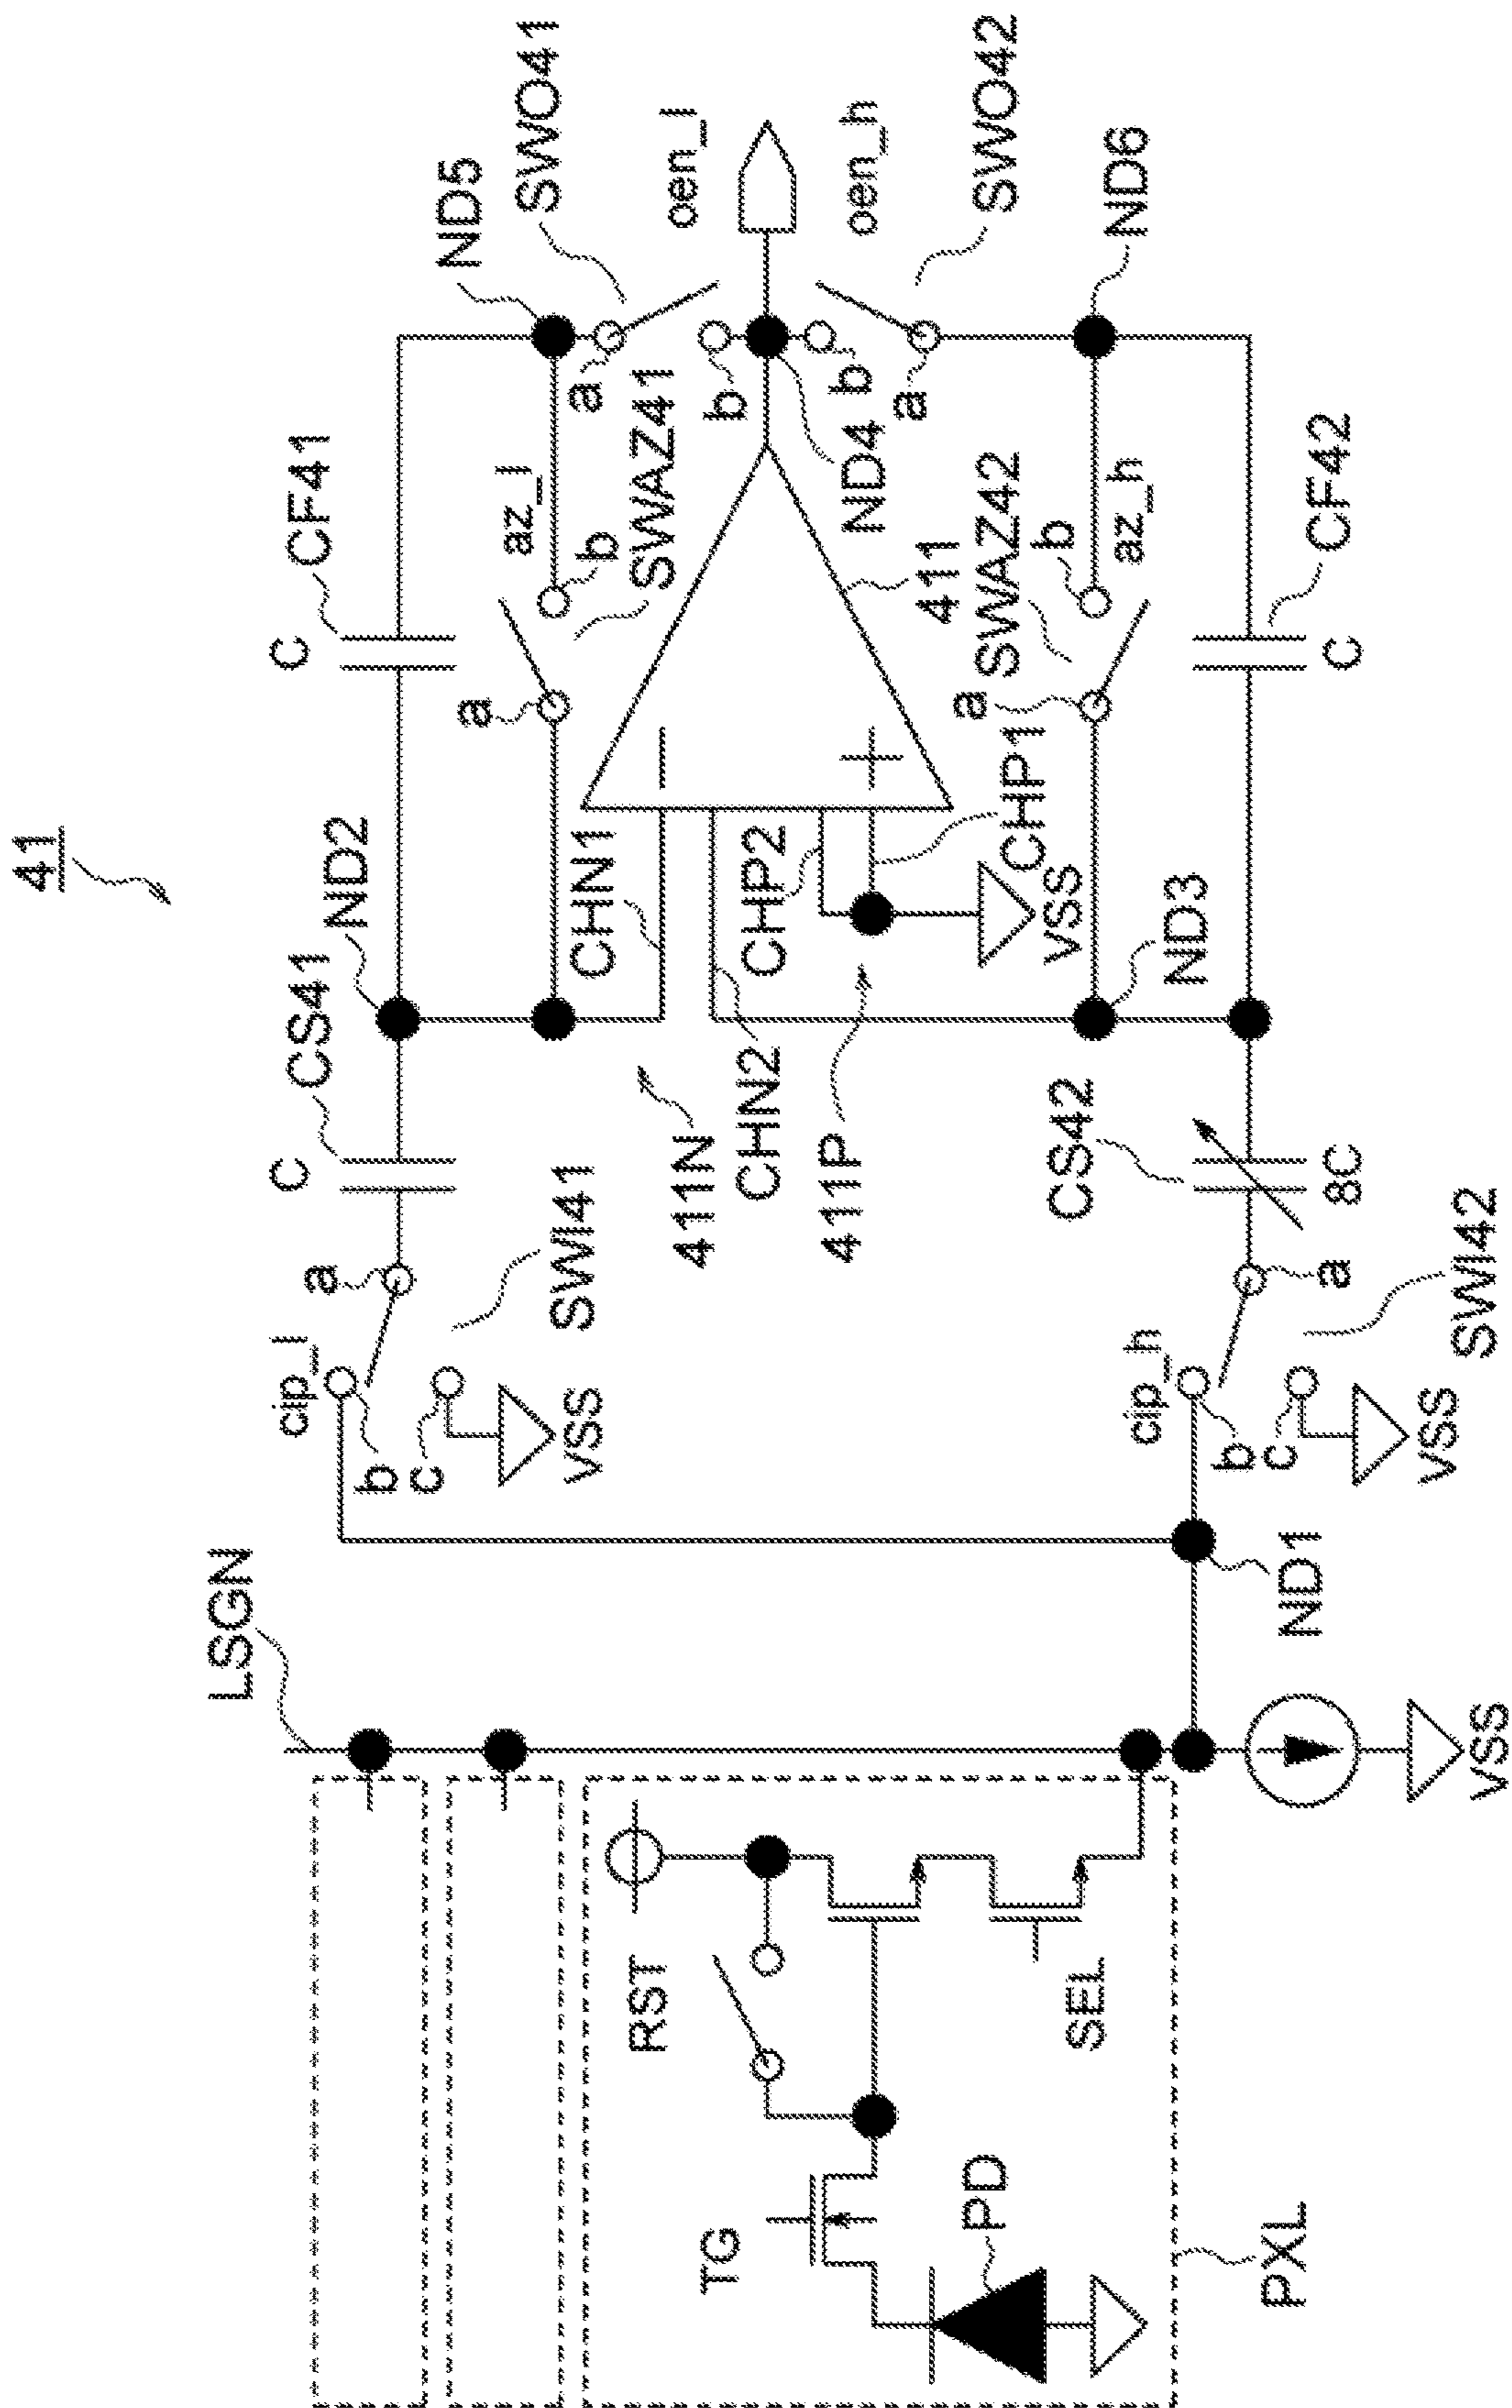 41
LSGN
cip_l
b
c
VSS
a
SWI41
C
CS41
ND2
C
CF41
a
az_l
b
SWAZ41
ND5
a
SWO41
b
oen_l
CHN1
411N
CHN2
CHP2
411P
CHP1
VSS
411
ND4
b
a
oen_h
SWO42
SWAZ42
a
b
az_h
ND6
ND3
C
CF42
CS42
8C
cip_h
b
c
VSS
a
SWI42
ND1
VSS
RST
TG
SEL
PD
PXL